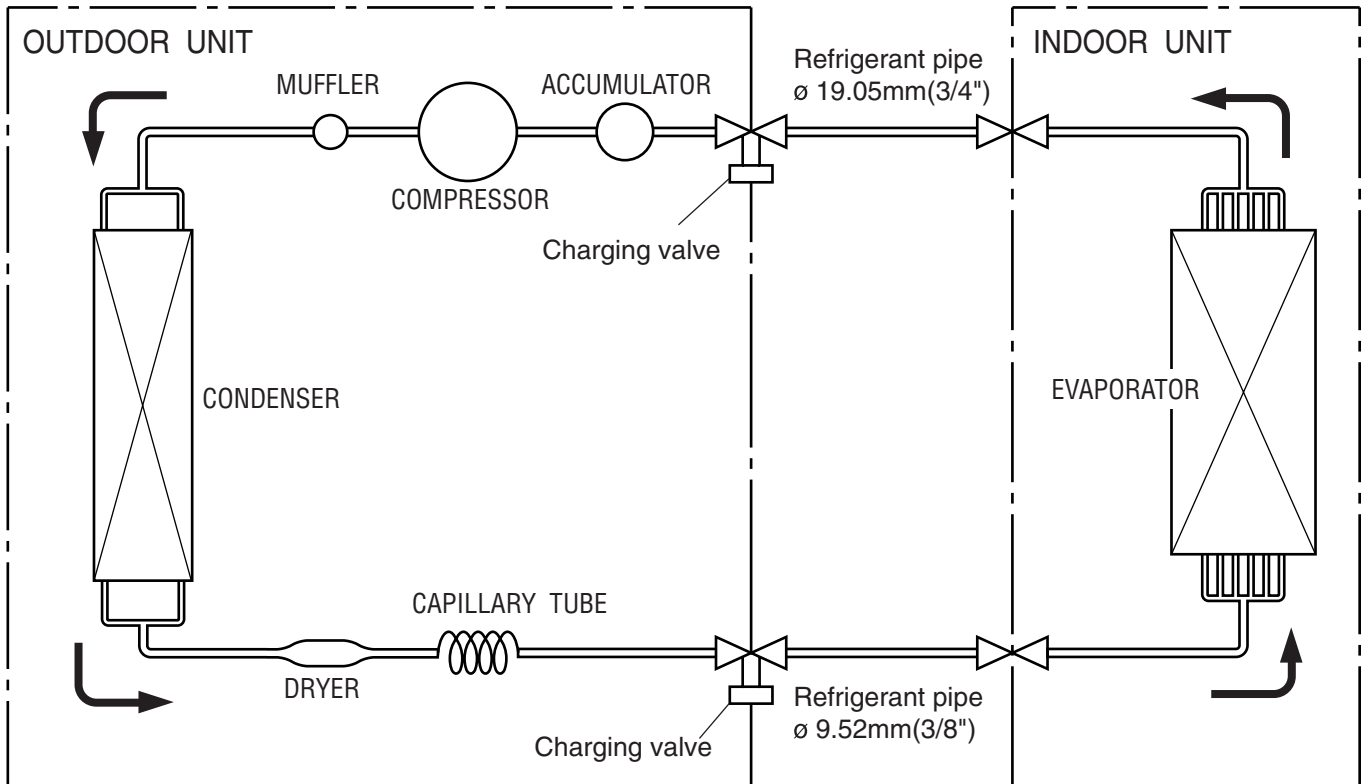 OUTDOOR UNIT
INDOOR UNIT
MUFFLER
ACCUMULATOR
Refrigerant pipe
ø 19.05mm(3/4")
COMPRESSOR
Charging valve
CONDENSER
EVAPORATOR
CAPILLARY TUBE
DRYER
Refrigerant pipe
ø 9.52mm(3/8")
Charging valve